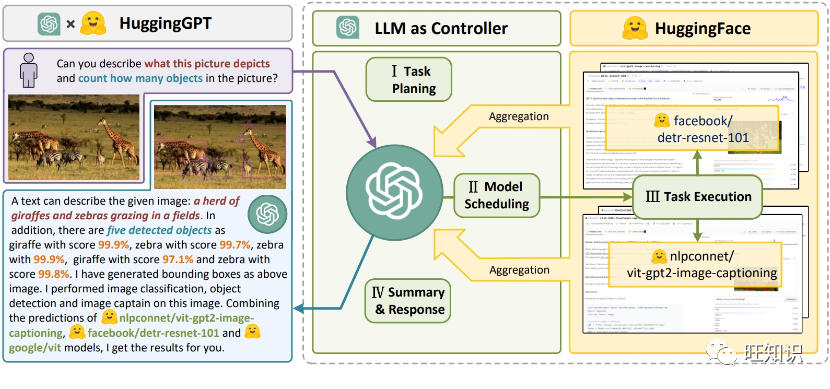 HuggingGPT
Can you describe what this picture depicts
and count how many objects in the picture?
A text can describe the given image: a herd of
giraffes and zebras grazing in a fields. In
addition, there are five detected objects as
giraffe with score 99.9%, zebra with score 99.7%, zebra
with 99.9%, giraffe with score 97.1% and zebra with
score 99.8%. I have generated bounding boxes as above
image. I performed image classification, object
detection and image captain on this image. Combining
the predictions of nlpconnet/vit-gpt2-image-
captioning, facebook/detr-resnet-101 and
google/vit models, I get the results for you.
LLM as Controller
Ⅰ Task
Planing
Ⅱ Model
Scheduling
Ⅳ Summary
& Response
HuggingFace
Aggregation
facebook/
detr-resnet-101
Ⅲ Task Execution
nlpconnet/
vit-gpt2-image-captioning
Aggregation
旺知识